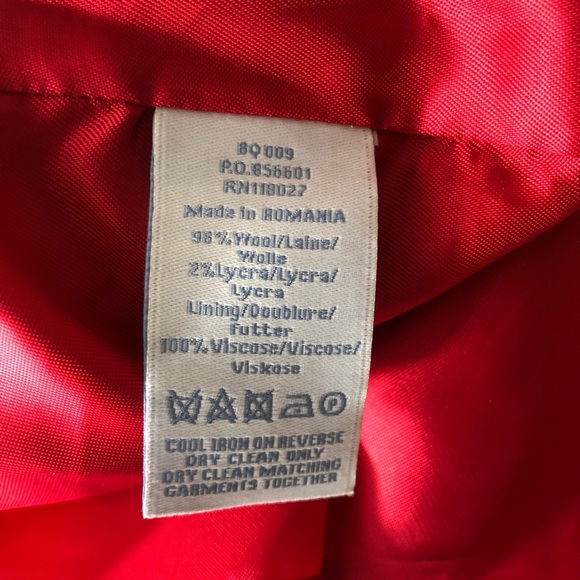 BQ009
P.O.856601
RN118027
Made in ROMANIA
98%Wool/Laine/
Wolle
2%Lycra/Lycra/
Lycra
Lining/Doublure/
Futter
100%Viscose/Viscose/
Viskose
P
COOL IRON ON REVERSE
DRY CLEAN ONLY
DRY CLEAN MATCHING
GARMENTS TOGETHER